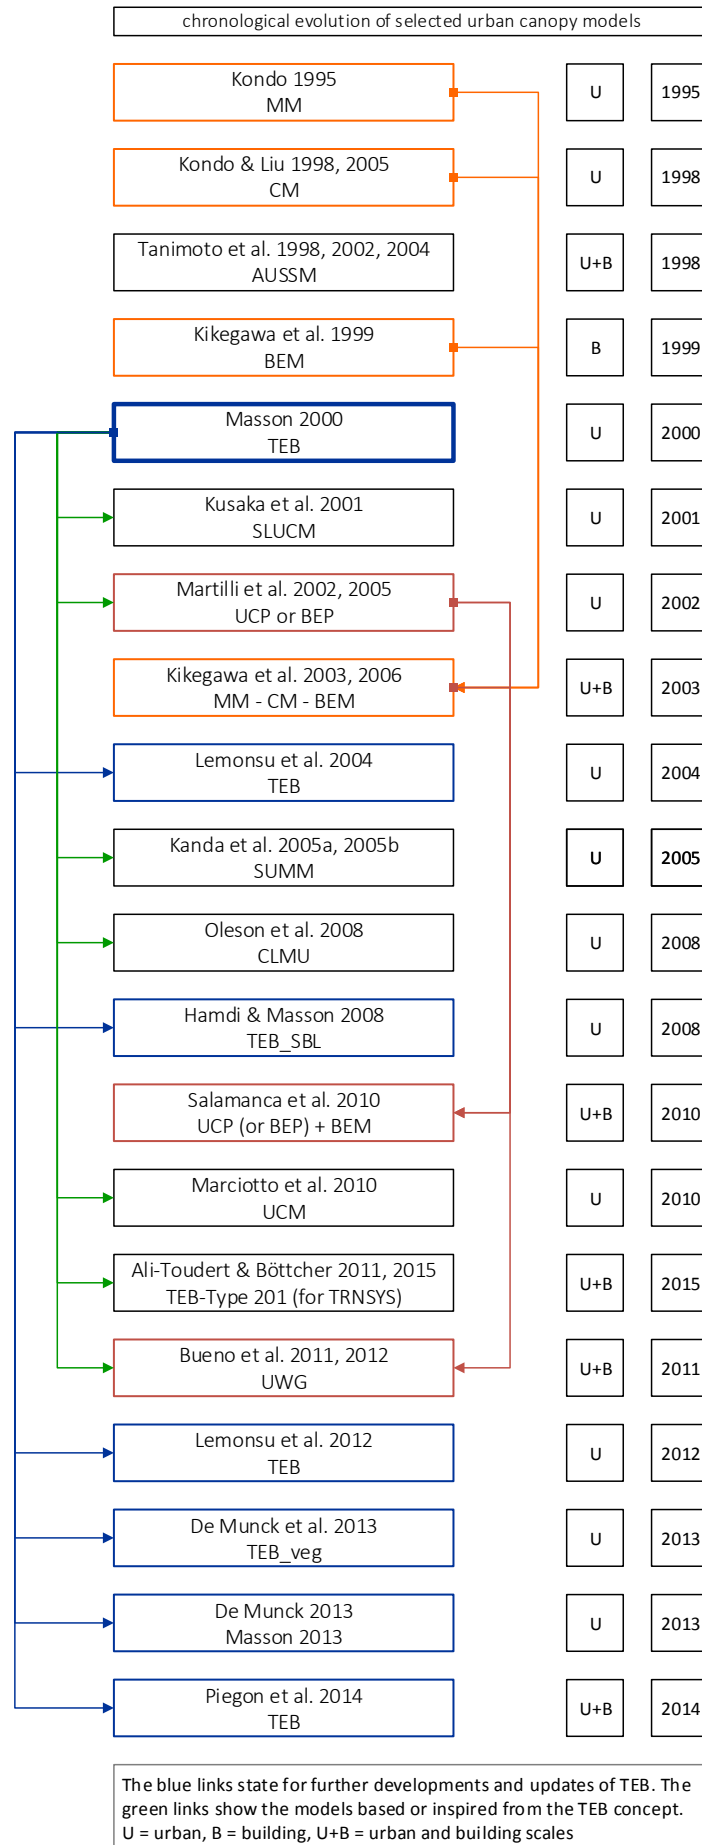 chronological evolution of selected urban canopy models
Kondo 1995
MM
U
1995
Kondo & Liu 1998, 2005
CM
U
1998
Tanimoto et al. 1998, 2002, 2004
AUSSM
U+B
1998
Kikegawa et al. 1999
BEM
B
1999
Masson 2000
TEB
U
2000
Kusaka et al. 2001
SLUCM
U
2001
Martilli et al. 2002, 2005
UCP or BEP
U
2002
Kikegawa et al. 2003, 2006
MM - CM - BEM
U+B
2003
Lemonsu et al. 2004
TEB
U
2004
Kanda et al. 2005a, 2005b
SUMM
U
2005
Oleson et al. 2008
CLMU
U
2008
Hamdi & Masson 2008
TEB_SBL
U
2008
Salamanca et al. 2010
UCP (or BEP) + BEM
U+B
2010
Marciotto et al. 2010
UCM
U
2010
Ali-Toudert & Böttcher 2011, 2015
TEB-Type 201 (for TRNSYS)
U+B
2015
Bueno et al. 2011, 2012
UWG
U+B
2011
Lemonsu et al. 2012
TEB
U
2012
De Munck et al. 2013
TEB_veg
U
2013
De Munck 2013
Masson 2013
U
2013
Piegon et al. 2014
TEB
U+B
2014
The blue links state for further developments and updates of TEB. The
green links show the models based or inspired from the TEB concept.
U = urban, B = building, U+B = urban and building scales